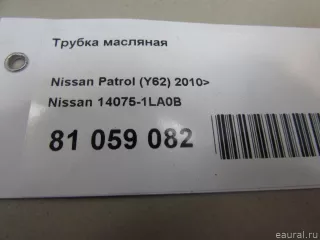 Трубка масляная
Nissan Patrol (Y62) 2010>
Nissan 14075-1LA0B
81 059 082
eaural.ru